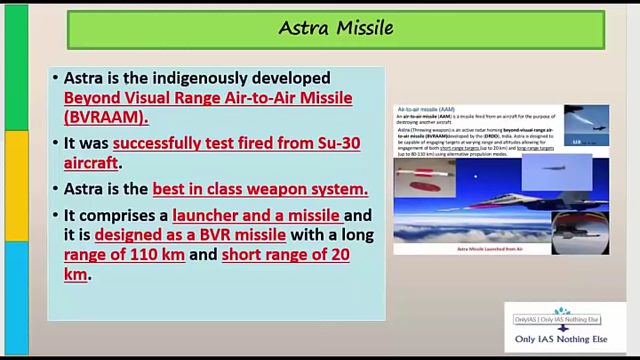 Astra Missile
• Astra is the indigenously developed
Beyond Visual Range Air-to-Air Missile
(BVRAAM).
• It was successfully test fired from Su-30
aircraft.
• Astra is the best in class weapon system.
• It comprises a launcher and a missile and
it is designed as a BVR missile with a long
range of 110 km and short range of 20
km.
Air-to-air missile (AAM)
An air-to-air missile (AAM) is a missile fired from an aircraft for the purpose of
destroying another aircraft
Astra (Throwing weapon) is an active radar homing beyond-visual-range
air-to-air missile (BVRAAM)developed by the (DRDO), India. Astra is designed
to be capable of engaging targets at varying range and altitudes allowing for
engagement of both short-range targets (up to 20 km) and long-range targets
(up to 80-110 km) using alternative propulsion modes.
Astra Missile Launched from Air
OnlyIAS | Only IAS Nothing Else
Only IAS Nothing Else